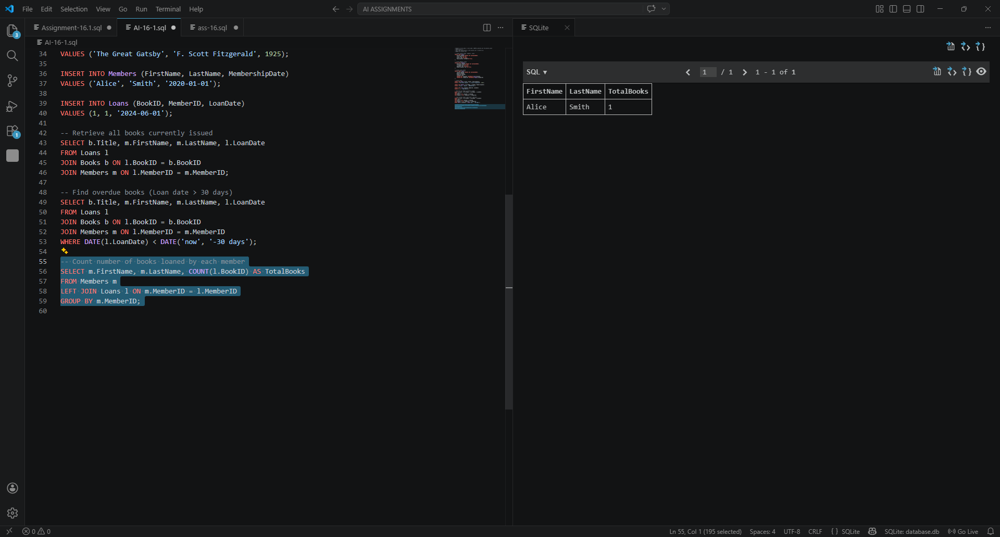 File Edit Selection View Go Run Terminal Help
AI ASSIGNMENTS
Assignment-16.1.sql
AI-16-1.sql
ass-16.sql
SQLite
AI-16-1.sql
3
1
34 VALUES ('The Great Gatsby', 'F. Scott Fitzgerald', 1925);
35
36 INSERT INTO Members (FirstName, LastName, MembershipDate)
37 VALUES ('Alice', 'Smith', '2020-01-01');
38
39 INSERT INTO Loans (BookID, MemberID, LoanDate)
40 VALUES (1, 1, '2024-06-01');
41
42 -- Retrieve all books currently issued
43 SELECT b.Title, m.FirstName, m.LastName, l.LoanDate
44 FROM Loans l
45 JOIN Books b ON l.BookID = b.BookID
46 JOIN Members m ON l.MemberID = m.MemberID;
47
48 -- Find overdue books (Loan date > 30 days)
49 SELECT b.Title, m.FirstName, m.LastName, l.LoanDate
50 FROM Loans l
51 JOIN Books b ON l.BookID = b.BookID
52 JOIN Members m ON l.MemberID = m.MemberID
53 WHERE DATE(l.LoanDate) < DATE('now', '-30 days');
54
55 -- Count number of books loaned by each member
56 SELECT m.FirstName, m.LastName, COUNT(l.BookID) AS TotalBooks
57 FROM Members m
58 LEFT JOIN Loans l ON m.MemberID = l.MemberID
59 GROUP BY m.MemberID;
60
SQL ▼ 1 / 1 1 - 1 of 1
FirstName LastName TotalBooks
Alice Smith 1
0 0
Ln 55, Col 1 (195 selected) Spaces: 4 UTF-8 CRLF { } SQLite SQLite: database.db Go Live